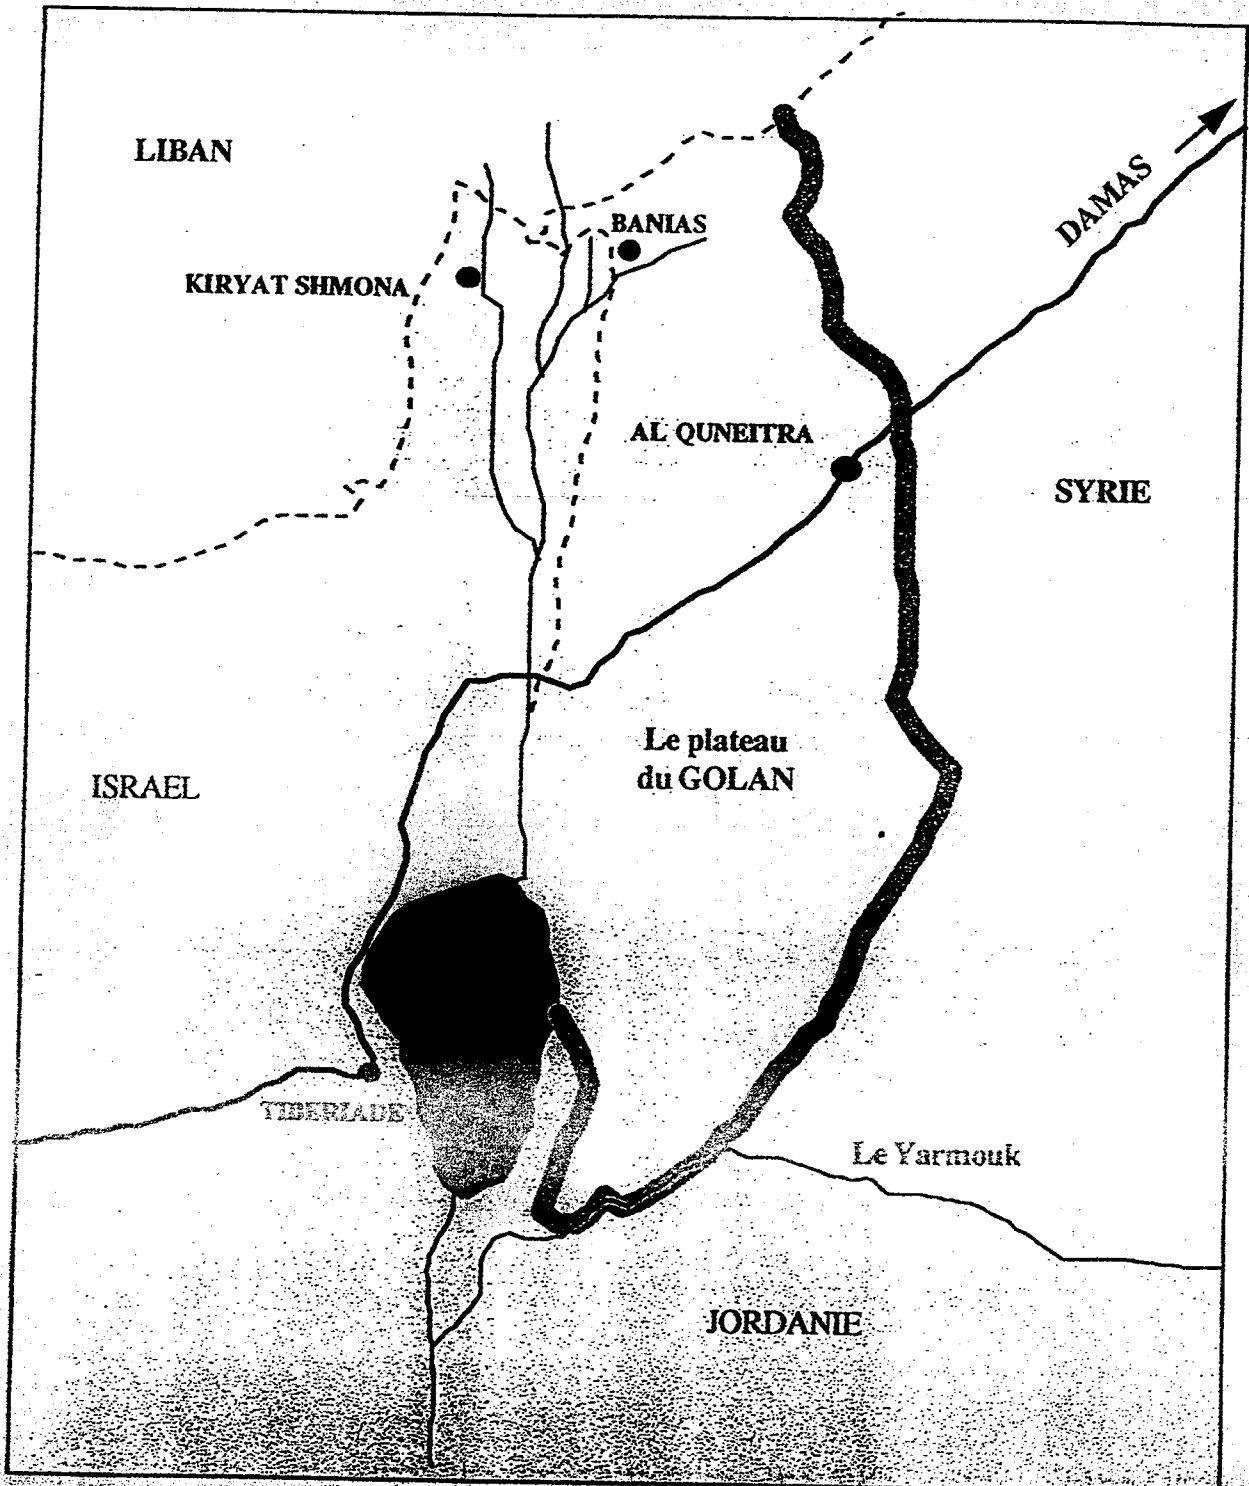 LIBAN
DAMAS
BANIAS
KIRYAT SHMONA
AL QUNEITRA
SYRIE
Le plateau
du GOLAN
ISRAEL
TIBERIADE
Le Yarmouk
JORDANIE